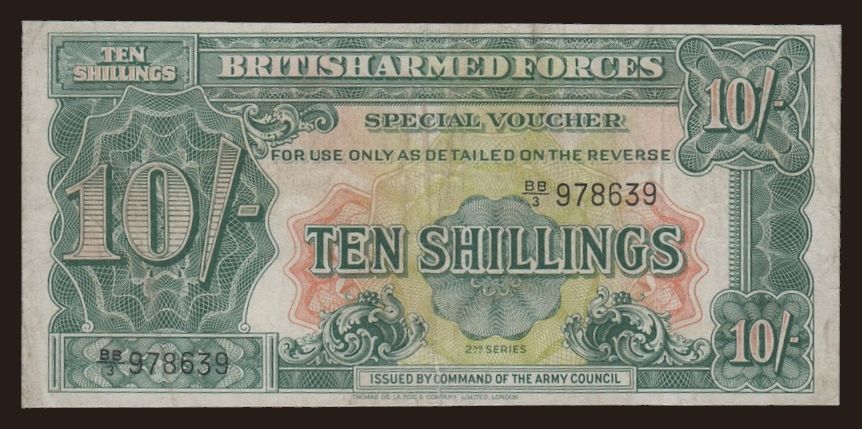 TEN
SHILLINGS
BRITISH ARMED FORCES
10/-
SPECIAL VOUCHER
FOR USE ONLY AS DETAILED ON THE REVERSE
BB/3 978639
10/-
TEN SHILLINGS
2ND SERIES
10/-
BB/3 978639
ISSUED BY COMMAND OF THE ARMY COUNCIL
THOMAS DE LA RUE & COMPANY, LIMITED, LONDON.